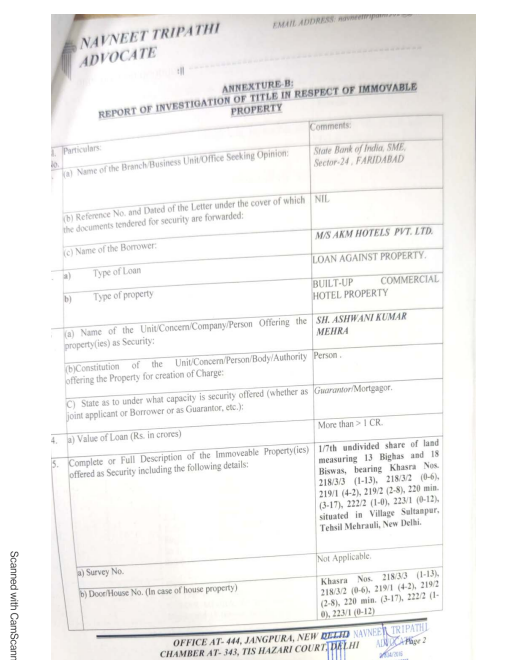 NAVNEET TRIPATHI
ADVOCATE
EMAIL ADDRESS.
ANNEXTURE-B:
REPORT OF INVESTIGATION OF TITLE IN RESPECT OF IMMOVABLE
PROPERTY
Particulars:
Comments:
(a) Name of the Branch/Business Unit/Office Seeking Opinion:
State Bank of India, SME,
Sector-24 , FARIDABAD
(b) Reference No. and Dated of the Letter under the cover of which
the documents tendered for security are forwarded:
NIL
(c) Name of the Borrower:
M/S AKM HOTELS PVT. LTD.
a) Type of Loan
LOAN AGAINST PROPERTY.
b) Type of property
BUILT-UP COMMERCIAL
HOTEL PROPERTY
(a) Name of the Unit/Concern/Company/Person Offering the
property(ies) as Security:
SH. ASHWANI KUMAR
MEHRA
(b)Constitution of the Unit/Concern/Person/Body/Authority
offering the Property for creation of Charge:
Person .
C) State as to under what capacity is security offered (whether as
joint applicant or Borrower or as Guarantor, etc.):
Guarantor/Mortgagor.
4. a) Value of Loan (Rs. in crores)
More than > 1 CR.
5. Complete or Full Description of the Immoveable Property(ies)
offered as Security including the following details:
1/7th undivided share of land
measuring 13 Bighas and 18
Biswas, bearing Khasra Nos.
218/3/3 (1-13), 218/3/2 (0-6),
219/1 (4-2), 219/2 (2-8), 220 min.
(3-17), 222/2 (1-0), 223/1 (0-12),
situated in Village Sultanpur,
Tehsil Mehrauli, New Delhi.
a) Survey No.
Not Applicable.
b) Door/House No. (In case of house property)
Khasra Nos. 218/3/3 (1-13),
218/3/2 (0-6), 219/1 (4-2), 219/2
(2-8), 220 min. (3-17), 222/2 (1-
0), 223/1 (0-12)
OFFICE AT- 444, JANGPURA, NEW DELHI
NAVNEET TRIPATHI
CHAMBER AT- 343, TIS HAZARI COURT, DELHI
Page 2
Scanned with CamScann